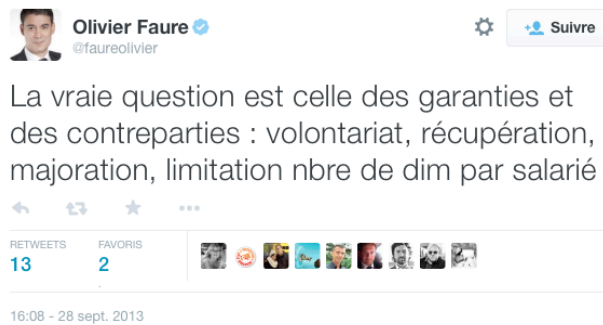 Olivier Faure
@faureolivier
Suivre
La vraie question est celle des garanties et
des contreparties : volontariat, récupération,
majoration, limitation nbre de dim par salarié
RETWEETS
FAVORIS
13
2
16:08 - 28 sept. 2013